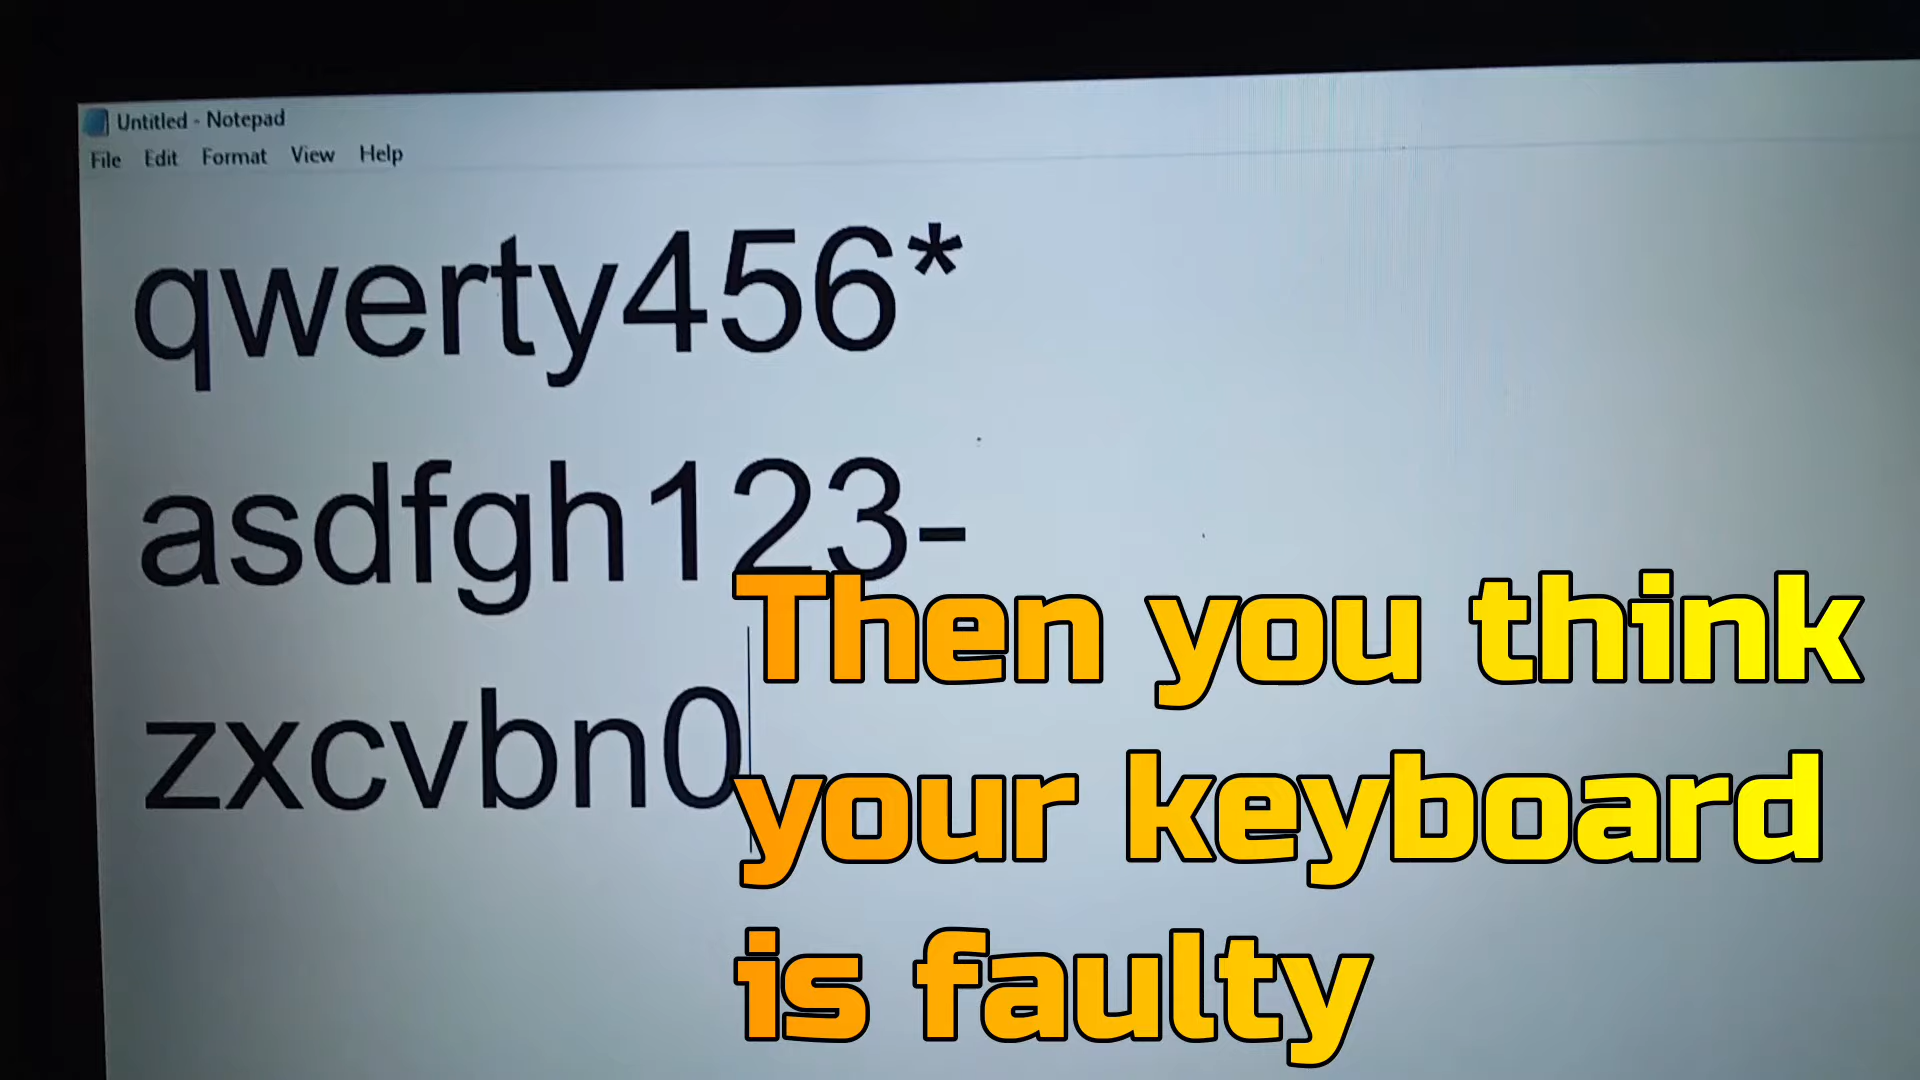 Untitled - Notepad
File Edit Format View Help
qwerty456*
asdfgh123-
zxcvbn0
Then you think
your keyboard
is faulty